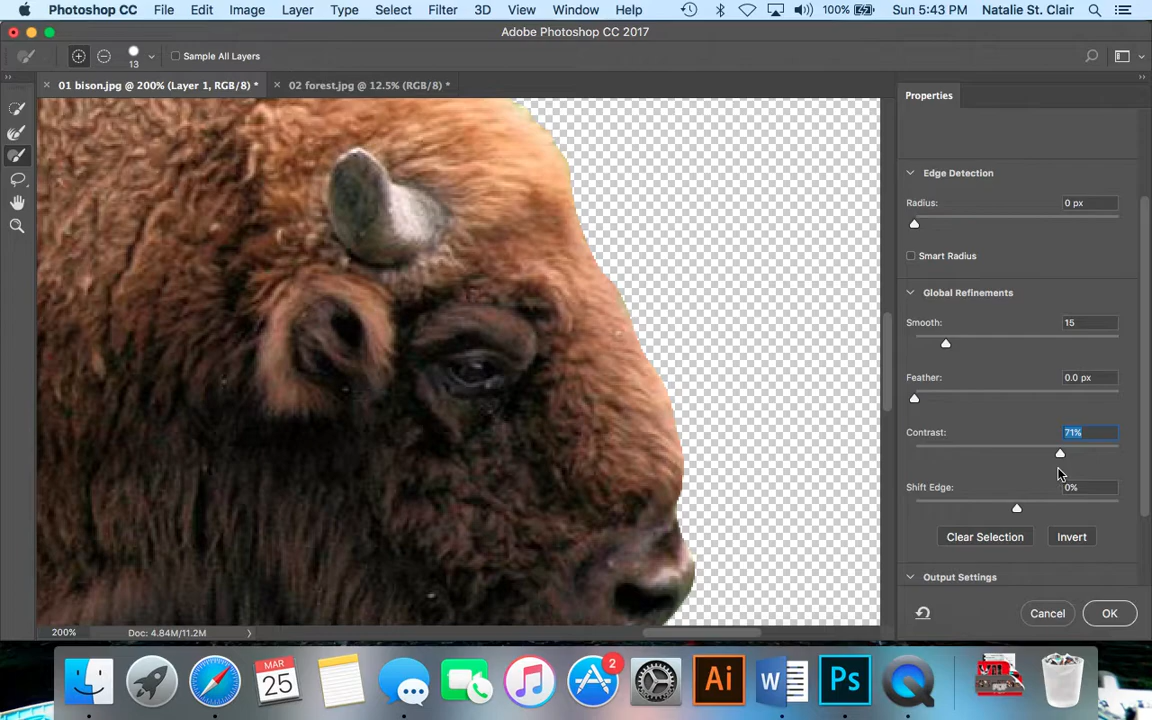 Photoshop CC File Edit Image Layer Type Select Filter 3D View Window Help 100% Sun 5:43 PM Natalie St. Clair
Adobe Photoshop CC 2017
13 Sample All Layers
× 01 bison.jpg @ 200% (Layer 1, RGB/8) * × 02 forest.jpg @ 12.5% (RGB/8) *
Properties
Edge Detection
Radius: 0 px
Smart Radius
Global Refinements
Smooth: 15
Feather: 0.0 px
Contrast: 71%
Shift Edge: 0%
Clear Selection Invert
Output Settings
Cancel OK
200% Doc: 4.84M/11.2M
MAR
25
2
Ai
W
Ps